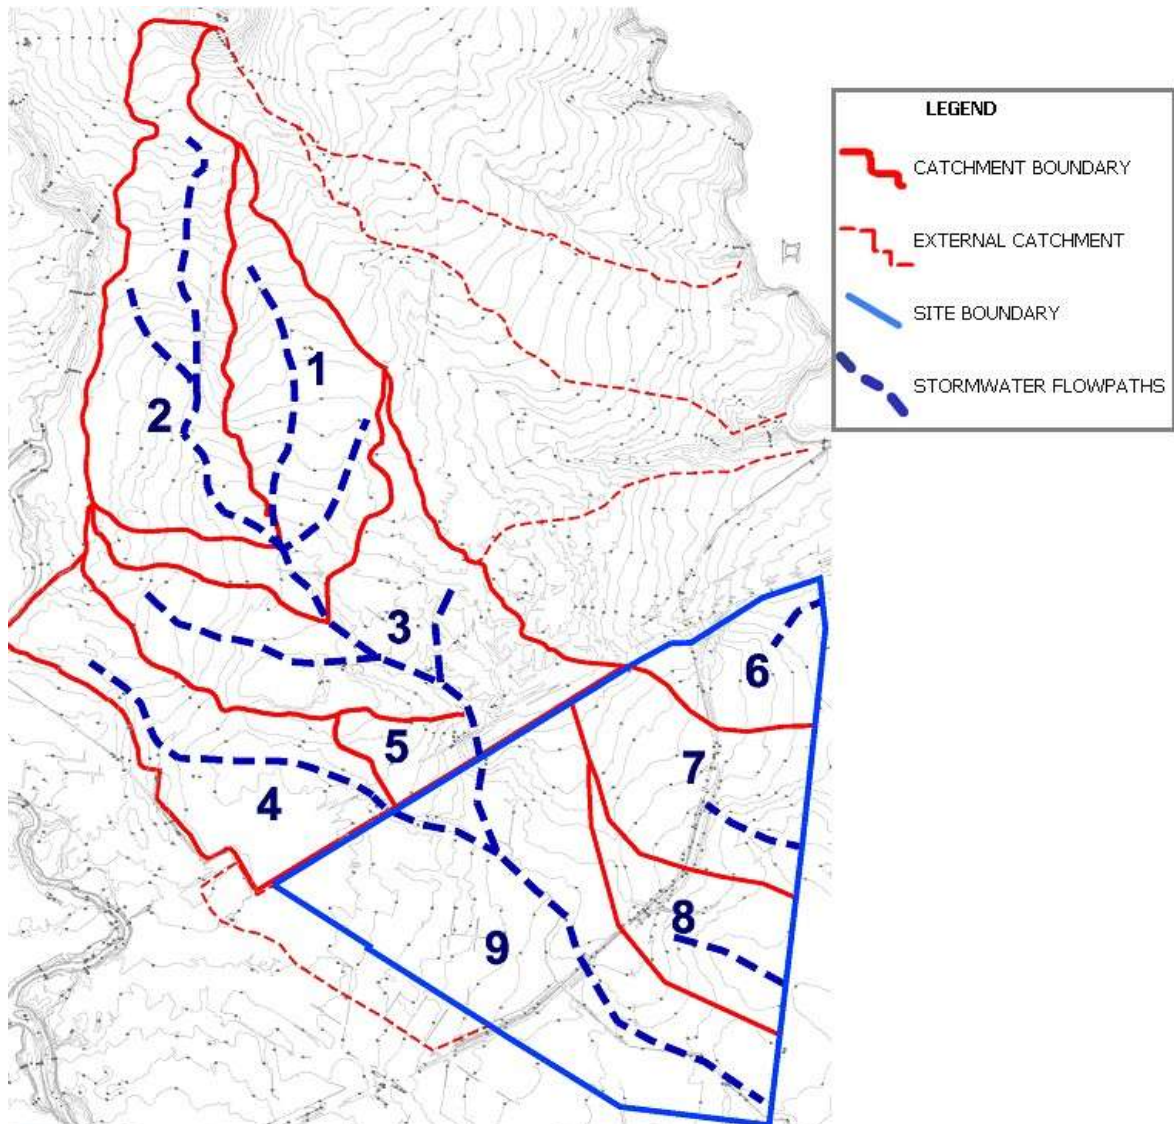 LEGEND
CATCHMENT BOUNDARY
EXTERNAL CATCHMENT
SITE BOUNDARY
STORMWATER FLOWPATHS
1
2
3
6
5
7
4
8
9